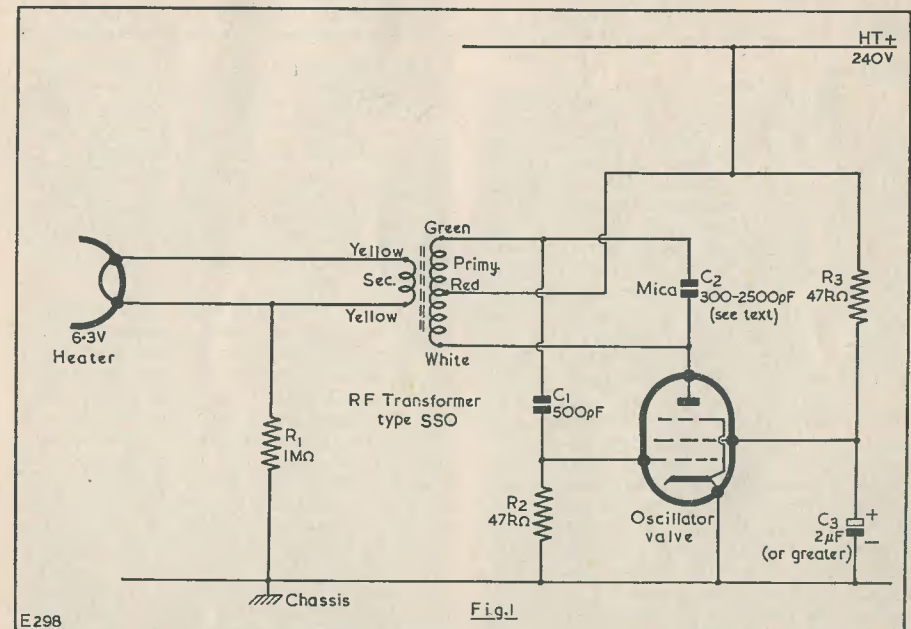 HT+
240V
Green
Yellow
Primy.
Sec.
Red
C2
Mica
300-2500pF
(see text)
R3
47kΩ
Yellow
White
6·3V
Heater
RF Transformer
type SSO
C1
500pF
R1
1MΩ
R2
47kΩ
Oscillator
valve
C3
2μF
(or greater)
+
−
Chassis
Fig.1
E298